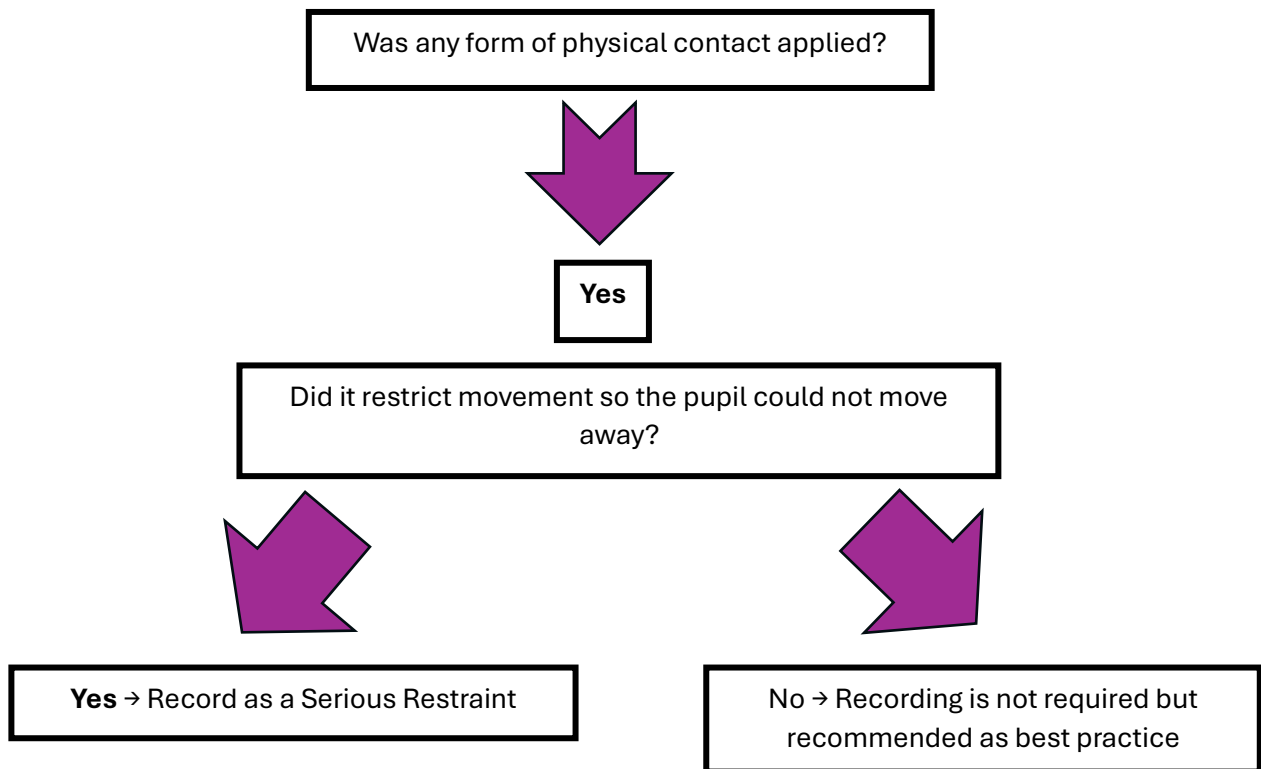 Was any form of physical contact applied?
Yes
Did it restrict movement so the pupil could not move
away?
Yes → Record as a Serious Restraint
No → Recording is not required but
recommended as best practice